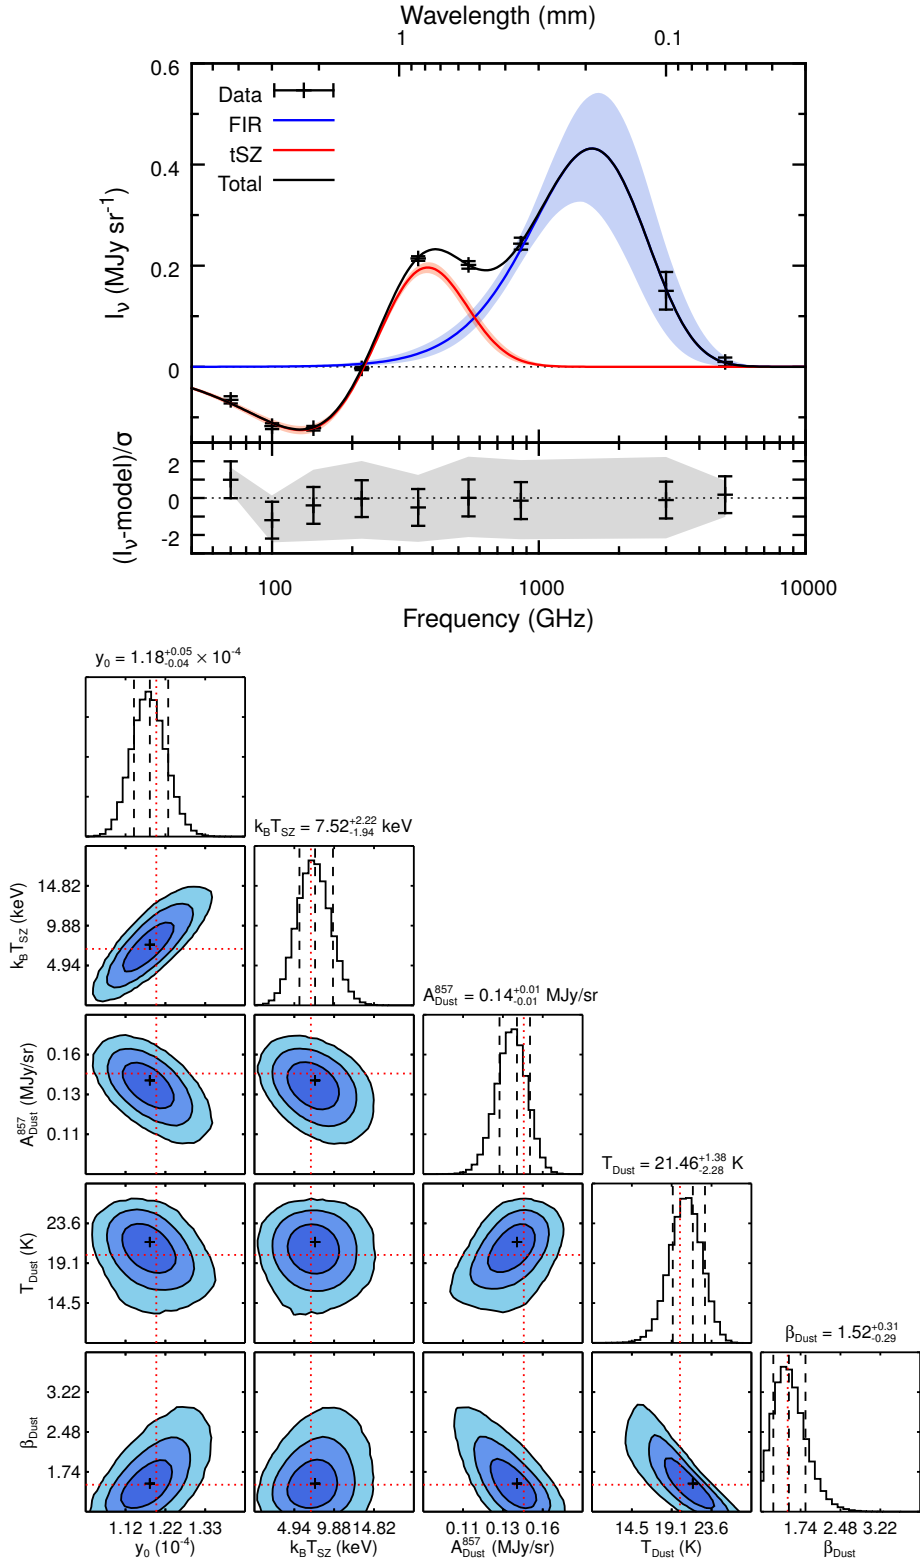 Wavelength (mm)
1 0.1
0.6
0.4
0.2
0
I_ν (MJy sr^-1)
Data
FIR
tSZ
Total
2
0
-2
(I_ν-model)/σ
100 1000 10000
Frequency (GHz)
y_0 = 1.18^{+0.05}_{-0.04} × 10^{-4}
k_B T_SZ = 7.52^{+2.22}_{-1.94} keV
14.82
9.88
4.94
k_B T_SZ (keV)
A^{857}_{Dust} = 0.14^{+0.01}_{-0.01} MJy/sr
0.16
0.13
0.11
A^{857}_{Dust} (MJy/sr)
T_Dust = 21.46^{+1.38}_{-2.28} K
23.6
19.1
14.5
T_Dust (K)
β_Dust = 1.52^{+0.31}_{-0.29}
3.22
2.48
1.74
β_Dust
1.12 1.22 1.33 4.94 9.88 14.82 0.11 0.13 0.16 14.5 19.1 23.6 1.74 2.48 3.22
y_0 (10^{-4}) k_B T_SZ (keV) A^{857}_{Dust} (MJy/sr) T_Dust (K) β_Dust